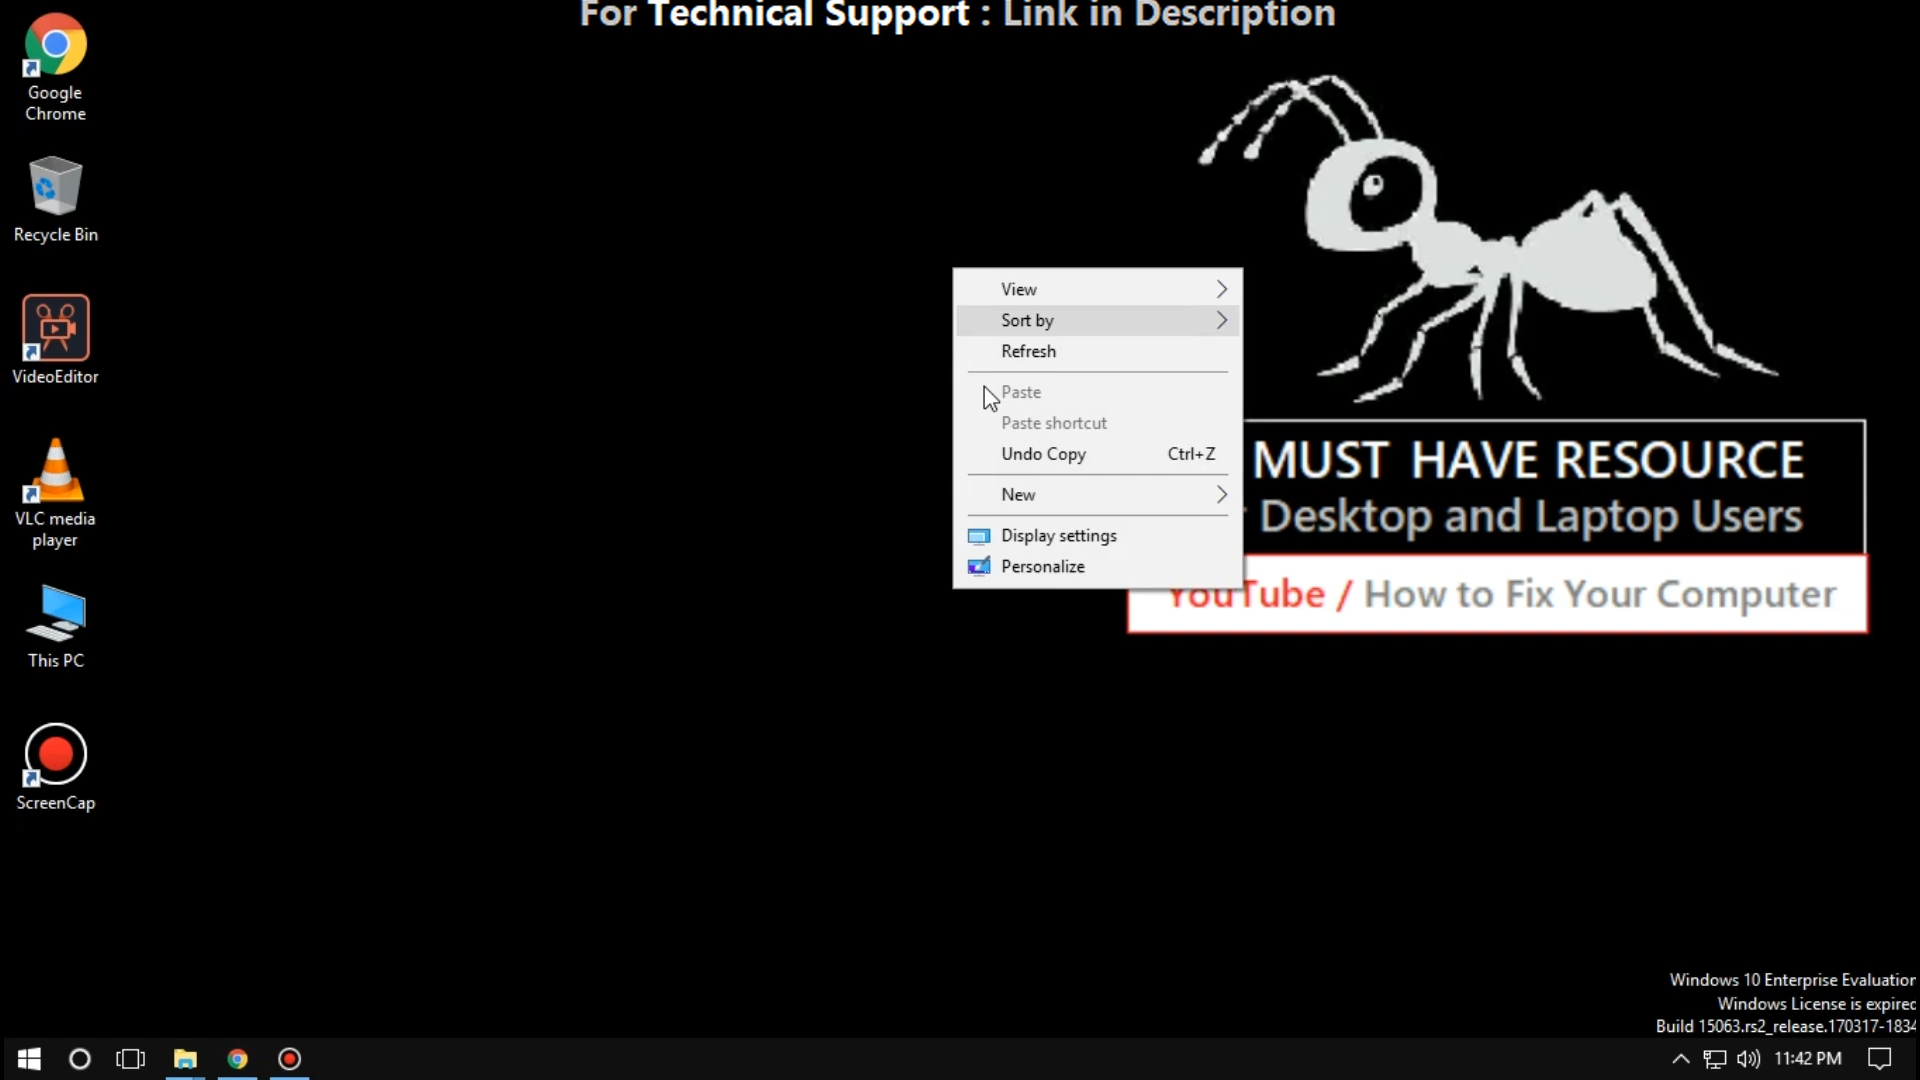 For Technical Support : Link in Description
Google
Chrome
Recycle Bin
VideoEditor
VLC media
player
This PC
ScreenCap
View
Sort by
Refresh
Paste
Paste shortcut
Undo Copy Ctrl+Z
New
Display settings
Personalize
MUST HAVE RESOURCE
Desktop and Laptop Users
YouTube / How to Fix Your Computer
Windows 10 Enterprise Evaluation
Windows License is expired
Build 15063.rs2_release.170317-1834
11:42 PM